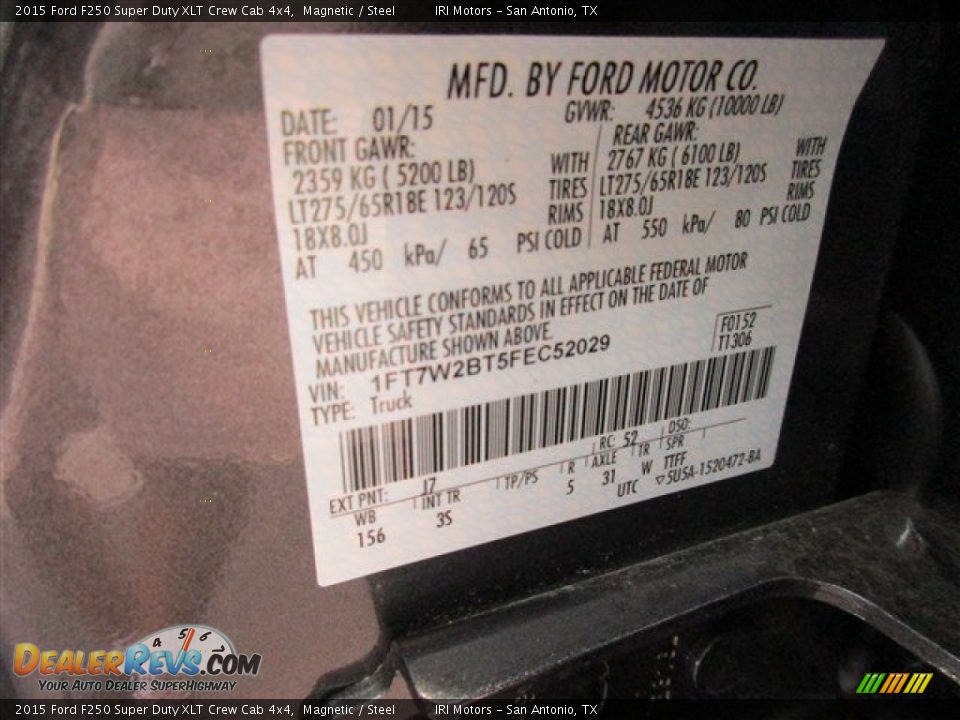 2015 Ford F250 Super Duty XLT Crew Cab 4x4, Magnetic / Steel IRI Motors - San Antonio, TX
MFD. BY FORD MOTOR CO.
DATE: 01/15 GVWR: 4536 KG (10000 LB)
FRONT GAWR: REAR GAWR:
2359 KG ( 5200 LB) WITH 2767 KG ( 6100 LB) WITH
LT275/65R18E 123/120S TIRES LT275/65R18E 123/120S TIRES
18X8.0J RIMS 18X8.0J RIMS
AT 450 kPa/ 65 PSI COLD AT 550 kPa/ 80 PSI COLD
THIS VEHICLE CONFORMS TO ALL APPLICABLE FEDERAL MOTOR
VEHICLE SAFETY STANDARDS IN EFFECT ON THE DATE OF
MANUFACTURE SHOWN ABOVE.
F0152
T1306
VIN: 1FT7W2BT5FEC52029
TYPE: Truck
EXT PNT: J7 RC: 52 DSO:
WB INT TR TP/PS R AXLE TR SPR
156 3S 5 31 W TTFF
UTC ▽5U5A-1520472-BA
4 5 6
DEALERREVS.COM
YOUR AUTO DEALER SUPERHIGHWAY
2015 Ford F250 Super Duty XLT Crew Cab 4x4, Magnetic / Steel IRI Motors - San Antonio, TX